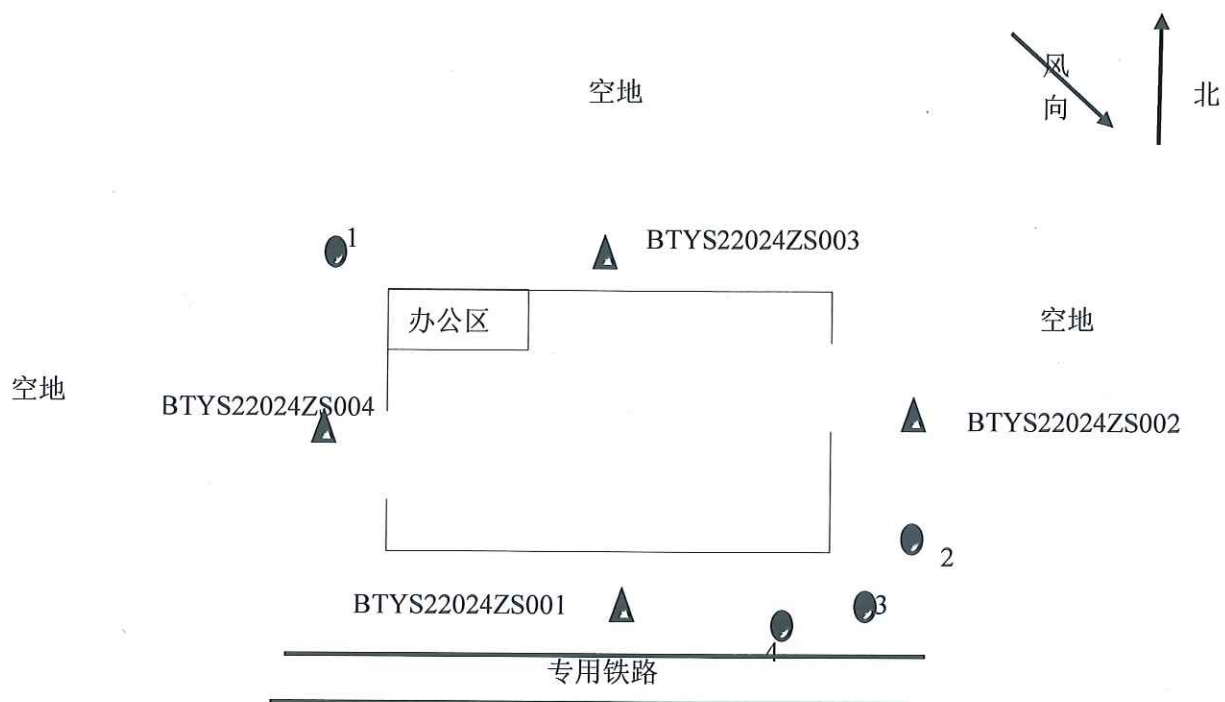 风
向
北
空地
1
BTYS22024ZS003
办公区
空地
空地
BTYS22024ZS004
BTYS22024ZS002
2
BTYS22024ZS001
3
4
专用铁路